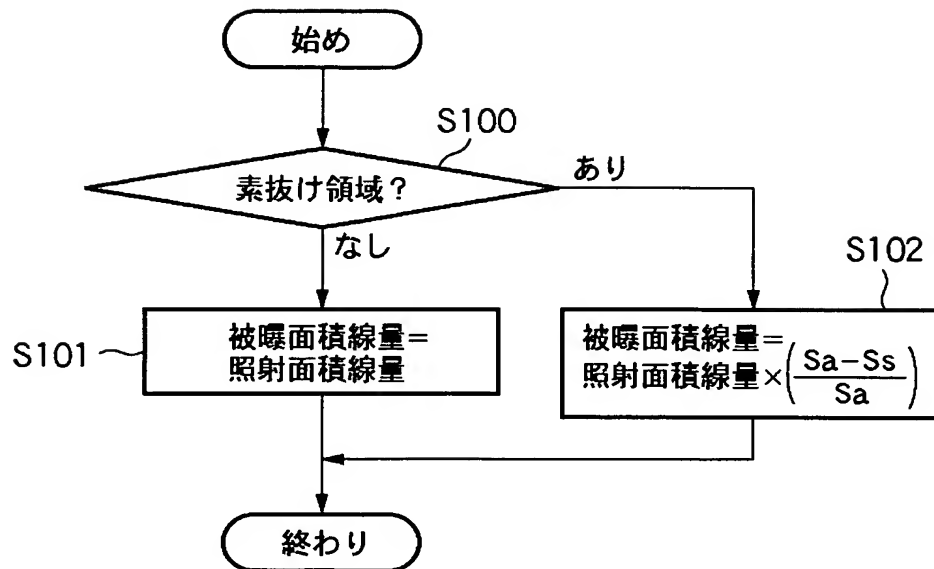 始め
S100
素抜け領域？
あり
なし
S102
S101
被曝面積線量＝
照射面積線量
被曝面積線量＝
照射面積線量×(Sa-Ss/Sa)
終わり